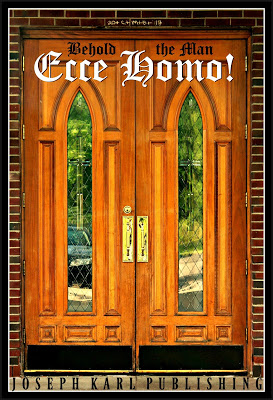 Behold the Man
Ecce Homo!
JOSEPH KARL PUBLISHING